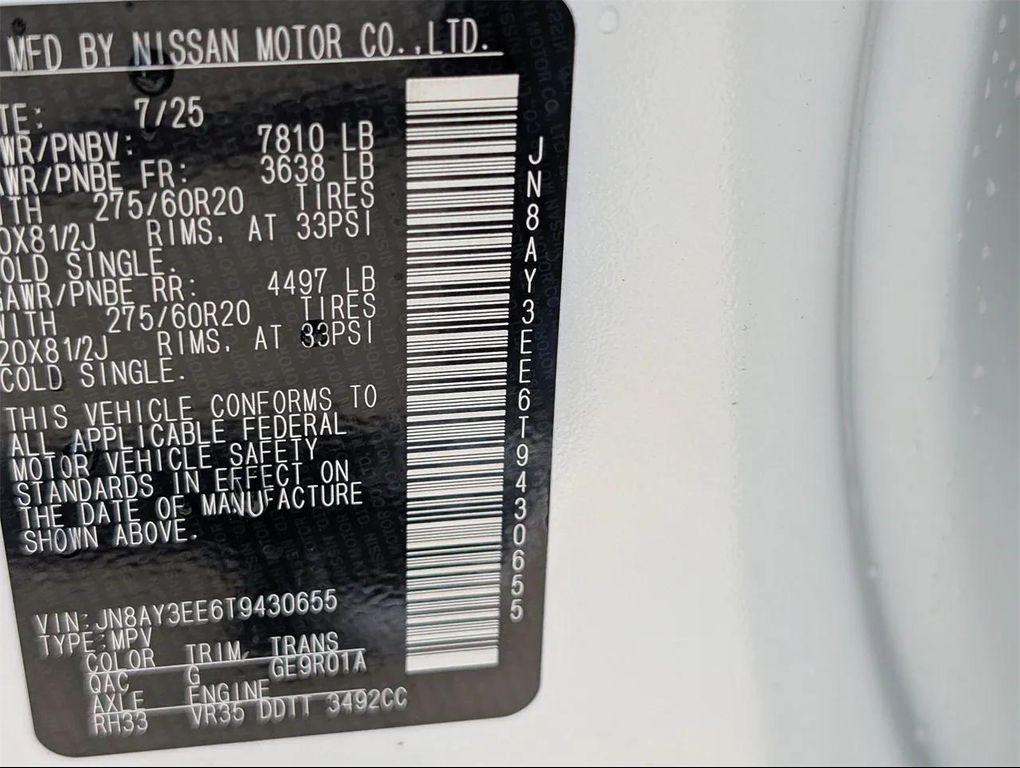 MFD BY NISSAN MOTOR CO.,LTD.
TE: 7/25
WR/PNBV: 7810 LB
AWR/PNBE FR: 3638 LB
ITH 275/60R20 TIRES
0X81/2J RIMS. AT 33PSI
COLD SINGLE.
GAWR/PNBE RR: 4497 LB
WITH 275/60R20 TIRES
20X81/2J RIMS. AT 33PSI
COLD SINGLE.
THIS VEHICLE CONFORMS TO
ALL APPLICABLE FEDERAL
MOTOR VEHICLE SAFETY
STANDARDS IN EFFECT ON
THE DATE OF MANUFACTURE
SHOWN ABOVE.
VIN: JN8AY3EE6T9430655
TYPE: MPV
COLOR TRIM TRANS
QAC G GE9R01A
AXLE ENGINE
RH33 VR35 DDTT 3492CC
JN8AY3EE6T9430655